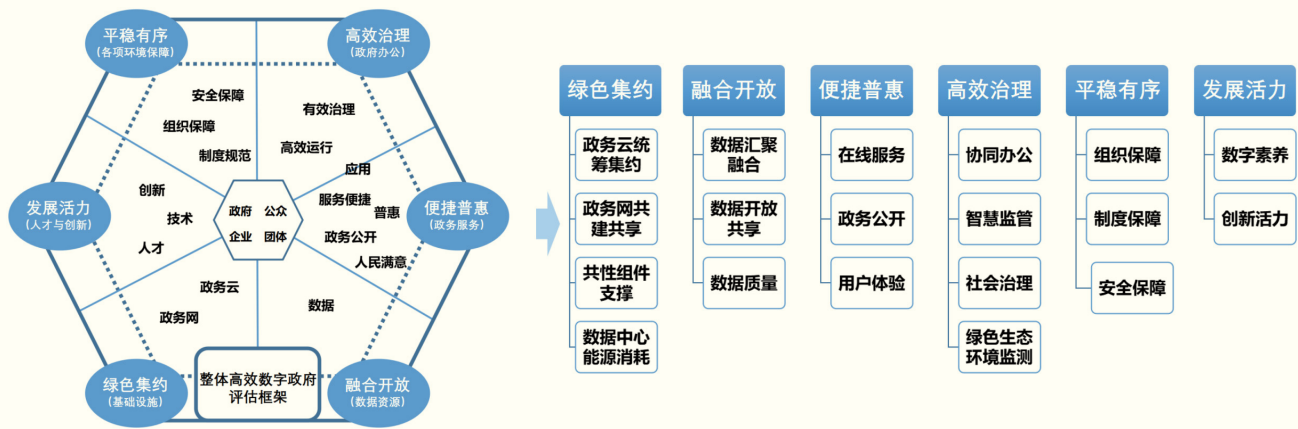 平稳有序
(各项环境保障)
高效治理
(政府办公)
安全保障
组织保障
制度规范
有效治理
高效运行
应用
创新
技术
人才
发展活力
(人才与创新)
政府 公众
企业 团体
服务便捷
普惠
政务公开
人民满意
便捷普惠
(政务服务)
政务云
政务网
数据
绿色集约
(基础设施)
整体高效数字政府
评估框架
融合开放
(数据资源)
绿色集约
政务云统
筹集约
政务网共
建共享
共性组件
支撑
数据中心
能源消耗
融合开放
数据汇聚
融合
数据开放
共享
数据质量
便捷普惠
在线服务
政务公开
用户体验
高效治理
协同办公
智慧监管
社会治理
绿色生态
环境监测
平稳有序
组织保障
制度保障
安全保障
发展活力
数字素养
创新活力